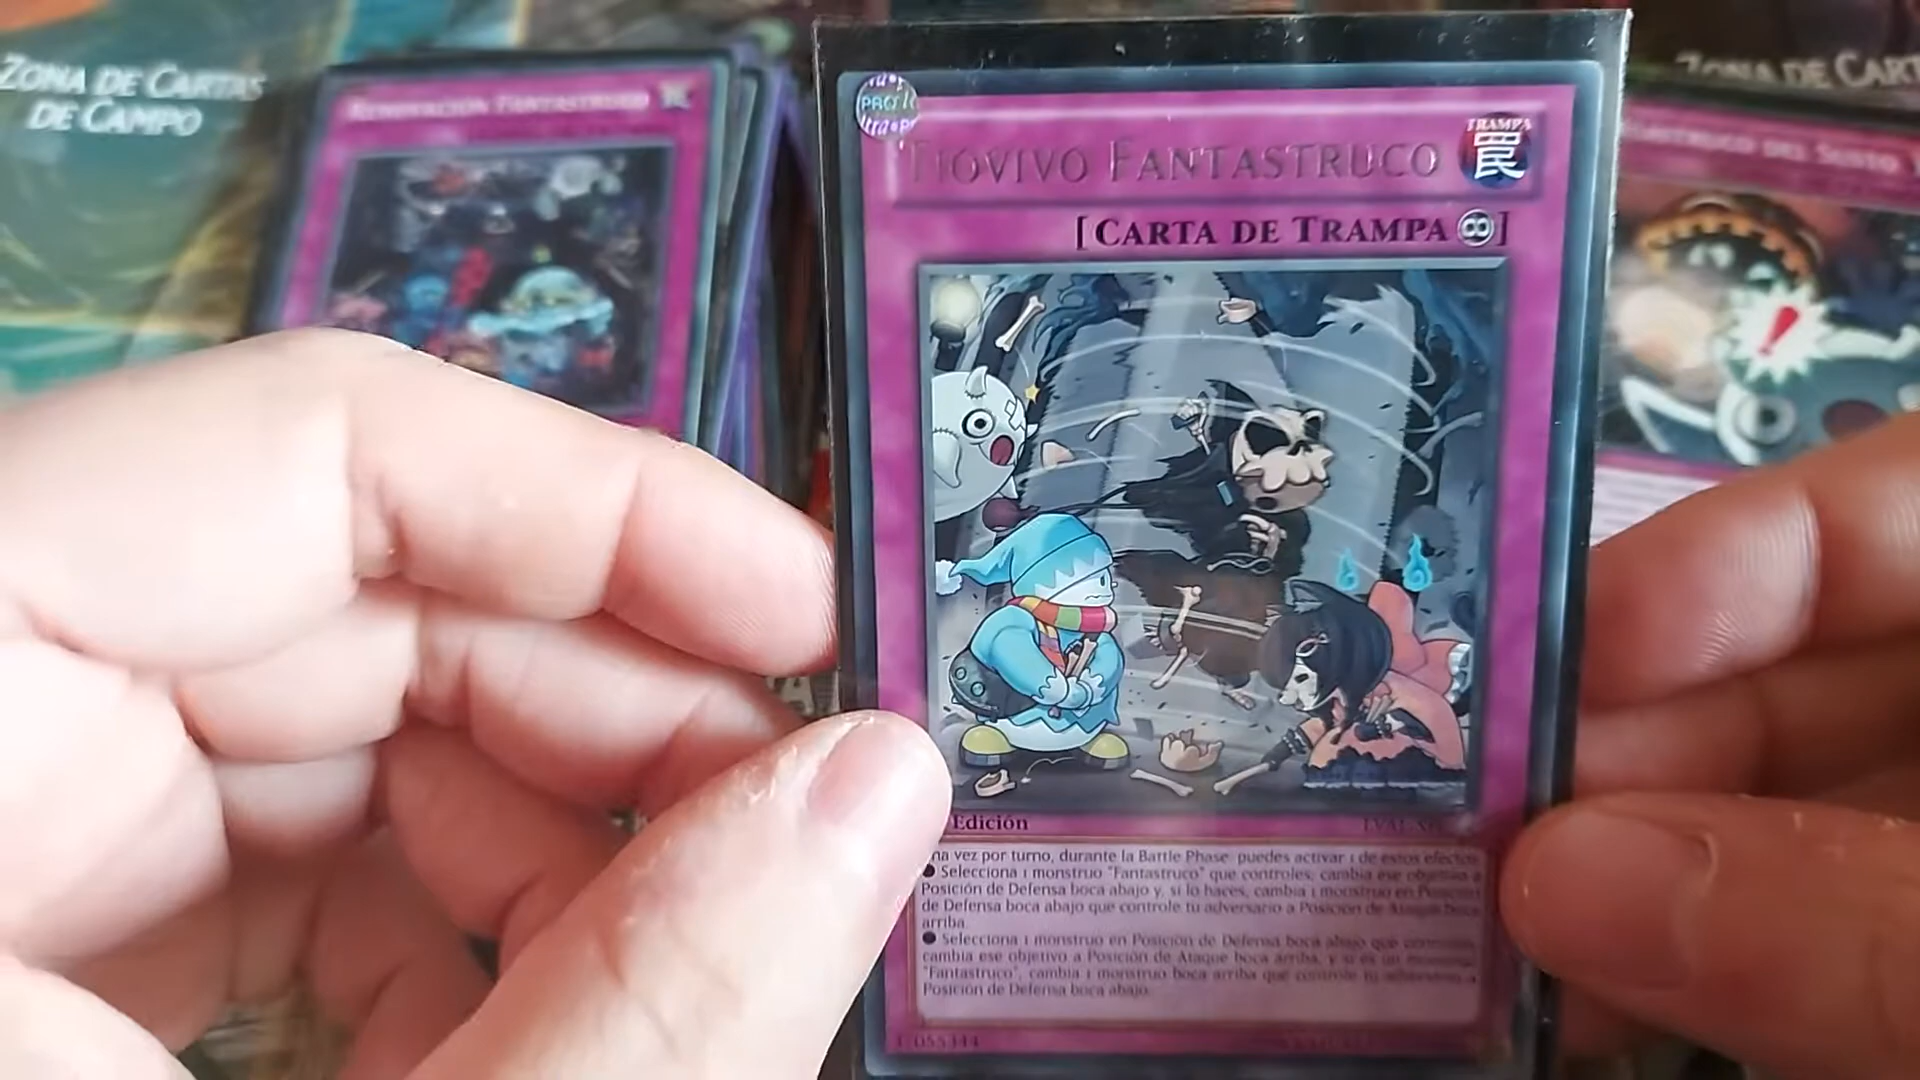 ZONA DE CARTAS
DE CAMPO
RENOVACIÓN FANTASTRUCO
ZONA DE CART
FANTASTRUCO DEL SUSTO
TIOVIVO FANTASTRUCO
TRAMPA
罠
[CARTA DE TRAMPA ]
Edición
na vez por turno, durante la Battle Phase: puedes activar 1 de estos efectos.
● Selecciona 1 monstruo "Fantastruco" que controles; cambia ese objetivo a
Posición de Defensa boca abajo y, si lo haces, cambia 1 monstruo en Posición
de Defensa boca abajo que controle tu adversario a Posición de Ataque boca
arriba.
● Selecciona 1 monstruo en Posición de Defensa boca abajo que controles;
cambia ese objetivo a Posición de Ataque boca arriba, y si es un monstruo
"Fantastruco", cambia 1 monstruo boca arriba que controle tu adversario a
Posición de Defensa boca abajo.